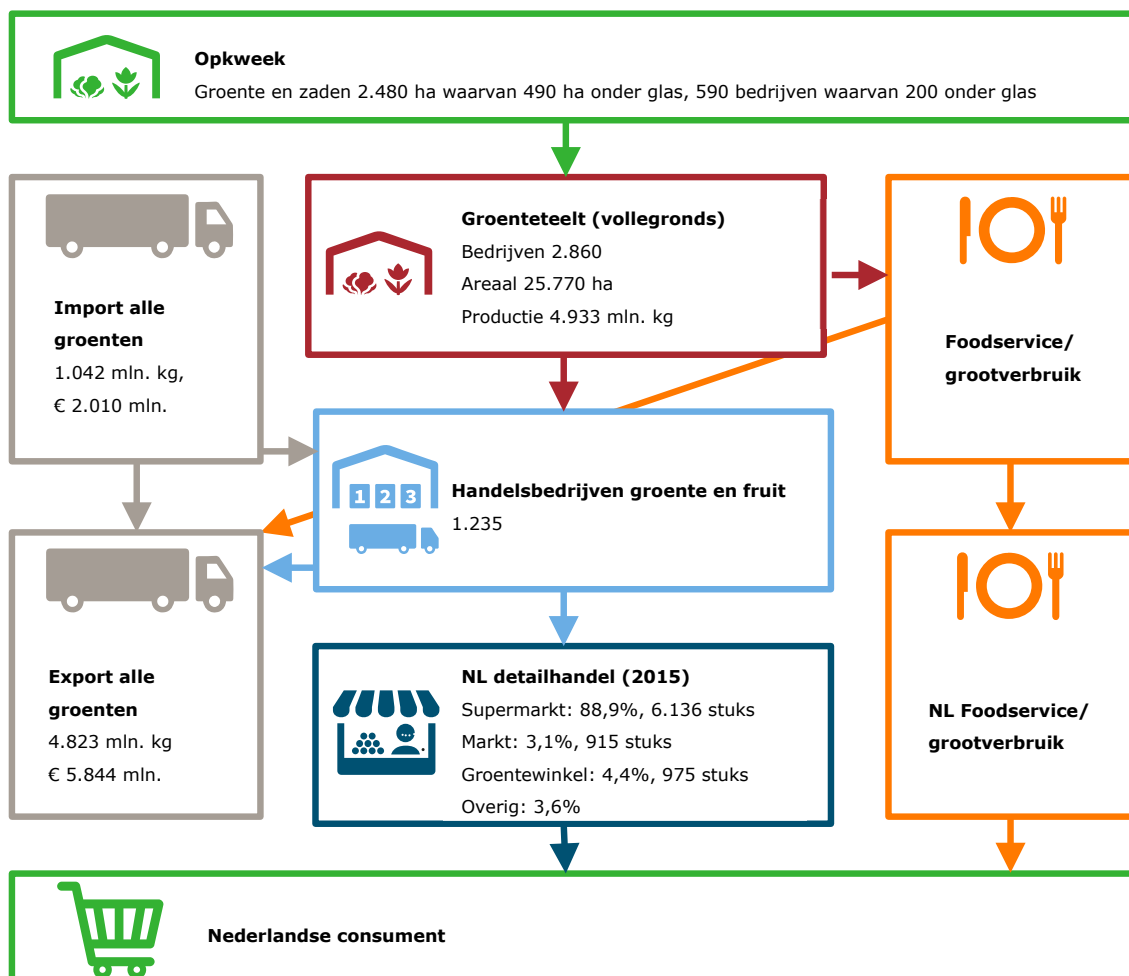 Opkweek
Groente en zaden 2.480 ha waarvan 490 ha onder glas, 590 bedrijven waarvan 200 onder glas
Import alle
groenten
1.042 mln. kg,
€ 2.010 mln.
Groenteteelt (vollegronds)
Bedrijven 2.860
Areaal 25.770 ha
Productie 4.933 mln. kg
Foodservice/
grootverbruik
1 2 3
Handelsbedrijven groente en fruit
1.235
Export alle
groenten
4.823 mln. kg
€ 5.844 mln.
NL detailhandel (2015)
Supermarkt: 88,9%, 6.136 stuks
Markt: 3,1%, 915 stuks
Groentewinkel: 4,4%, 975 stuks
Overig: 3,6%
NL Foodservice/
grootverbruik
Nederlandse consument